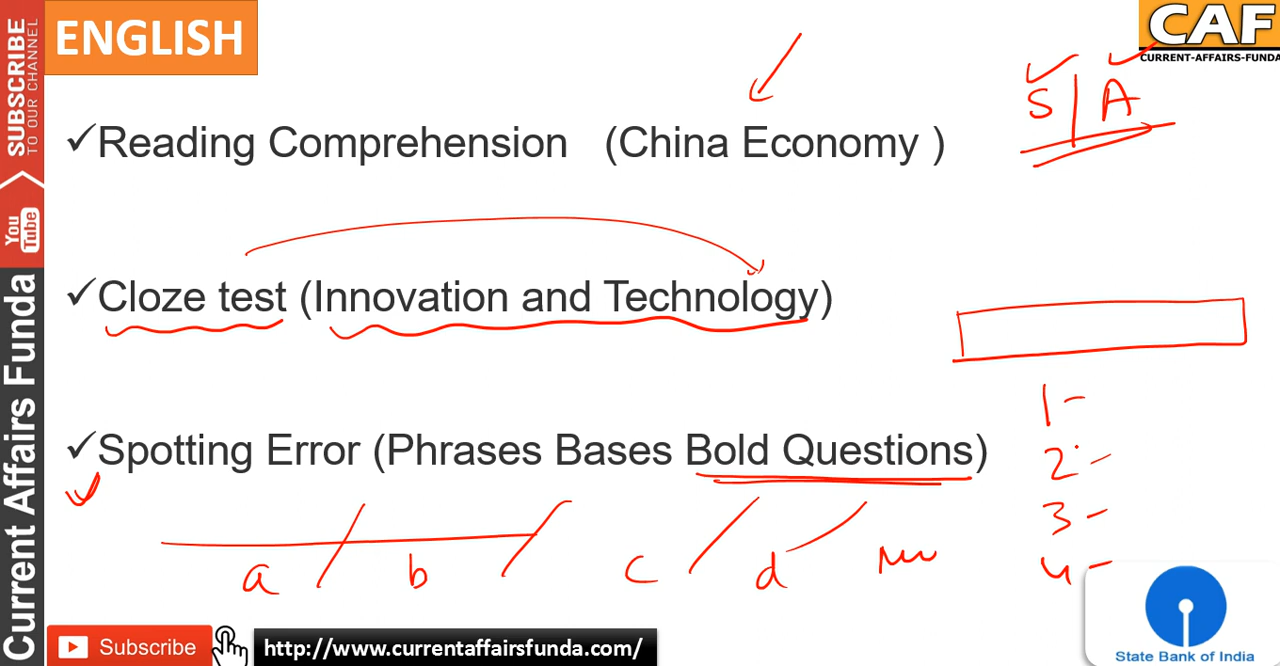 SUBSCRIBE
TO OUR CHANNEL
You
Tube
Current Affairs Funda
ENGLISH
CAF
CURRENT-AFFAIRS-FUNDA
S | A
✓Reading Comprehension (China Economy )
✓Cloze test (Innovation and Technology)
✓Spotting Error (Phrases Bases Bold Questions)
1 -
2 -
3 -
4 -
a / b / c / d /
Subscribe
http://www.currentaffairsfunda.com/
State Bank of India